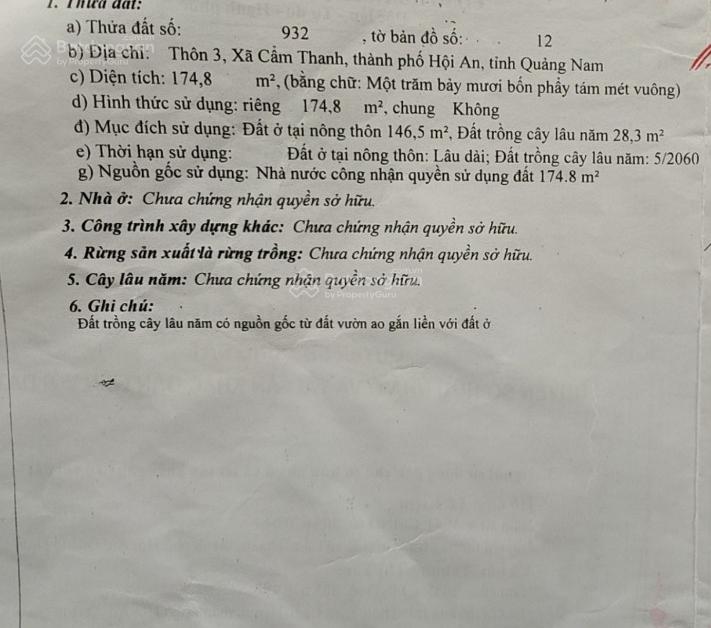 1. Thửa đất:
a) Thửa đất số: 932 , tờ bản đồ số: 12
b) Địa chỉ: Thôn 3, Xã Cẩm Thanh, thành phố Hội An, tỉnh Quảng Nam
c) Diện tích: 174,8 m², (bằng chữ: Một trăm bảy mươi bốn phẩy tám mét vuông)
d) Hình thức sử dụng: riêng 174,8 m², chung Không
đ) Mục đích sử dụng: Đất ở tại nông thôn 146,5 m², Đất trồng cây lâu năm 28,3 m²
e) Thời hạn sử dụng: Đất ở tại nông thôn: Lâu dài; Đất trồng cây lâu năm: 5/2060
g) Nguồn gốc sử dụng: Nhà nước công nhận quyền sử dụng đất 174.8 m²
2. Nhà ở: Chưa chứng nhận quyền sở hữu.
3. Công trình xây dựng khác: Chưa chứng nhận quyền sở hữu.
4. Rừng sản xuất là rừng trồng: Chưa chứng nhận quyền sở hữu.
5. Cây lâu năm: Chưa chứng nhận quyền sở hữu.
by PropertyGuru
6. Ghi chú:
Đất trồng cây lâu năm có nguồn gốc từ đất vườn ao gắn liền với đất ở